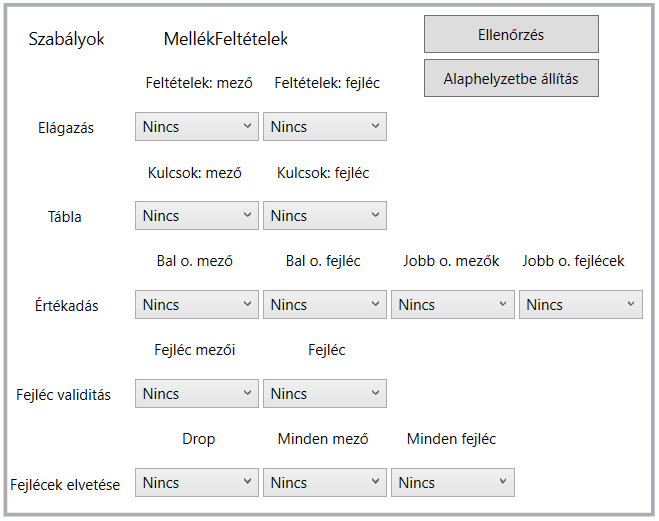 Szabályok MellékFeltételek Ellenőrzés
Alaphelyzetbe állítás
Feltételek: mező Feltételek: fejléc
Elágazás Nincs Nincs
Kulcsok: mező Kulcsok: fejléc
Tábla Nincs Nincs
Bal o. mező Bal o. fejléc Jobb o. mezők Jobb o. fejlécek
Értékadás Nincs Nincs Nincs Nincs
Fejléc mezői Fejléc
Fejléc validitás Nincs Nincs
Drop Minden mező Minden fejléc
Fejlécek elvetése Nincs Nincs Nincs